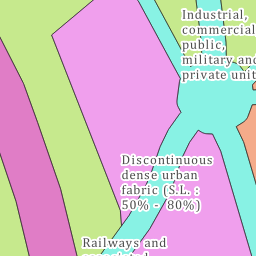 Industrial,
commercial
public,
military and
private unit
Discontinuous
dense urban
fabric (S.L. :
50% - 80%)
Railways and